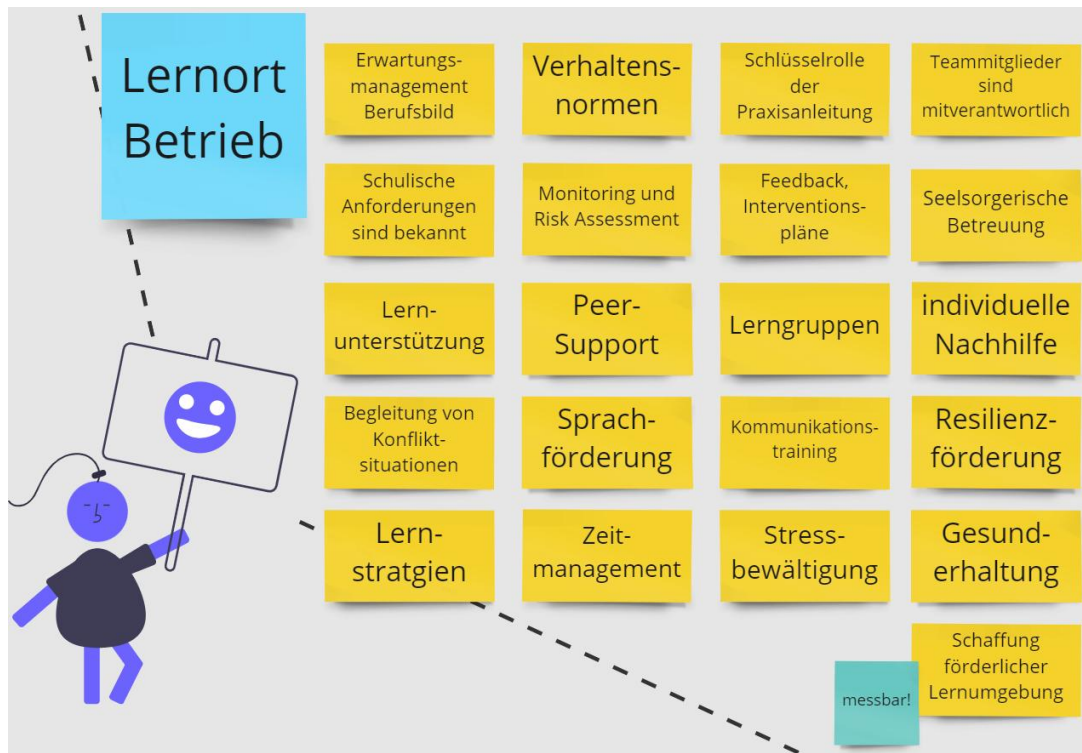 Lernort
Betrieb
Erwartungs-
management
Berufsbild
Verhaltens-
normen
Schlüsselrolle
der
Praxisanleitung
Teammitglieder
sind
mitverantwortlich
Schulische
Anforderungen
sind bekannt
Monitoring und
Risk Assessment
Feedback,
Interventions-
pläne
Seelsorgerische
Betreuung
Lern-
unterstützung
Peer-
Support
Lerngruppen
individuelle
Nachhilfe
Begleitung von
Konflikt-
situationen
Sprach-
förderung
Kommunikations-
training
Resilienz-
förderung
Lern-
stratgien
Zeit-
management
Stress-
bewältigung
Gesund-
erhaltung
Schaffung
förderlicher
Lernumgebung
messbar!